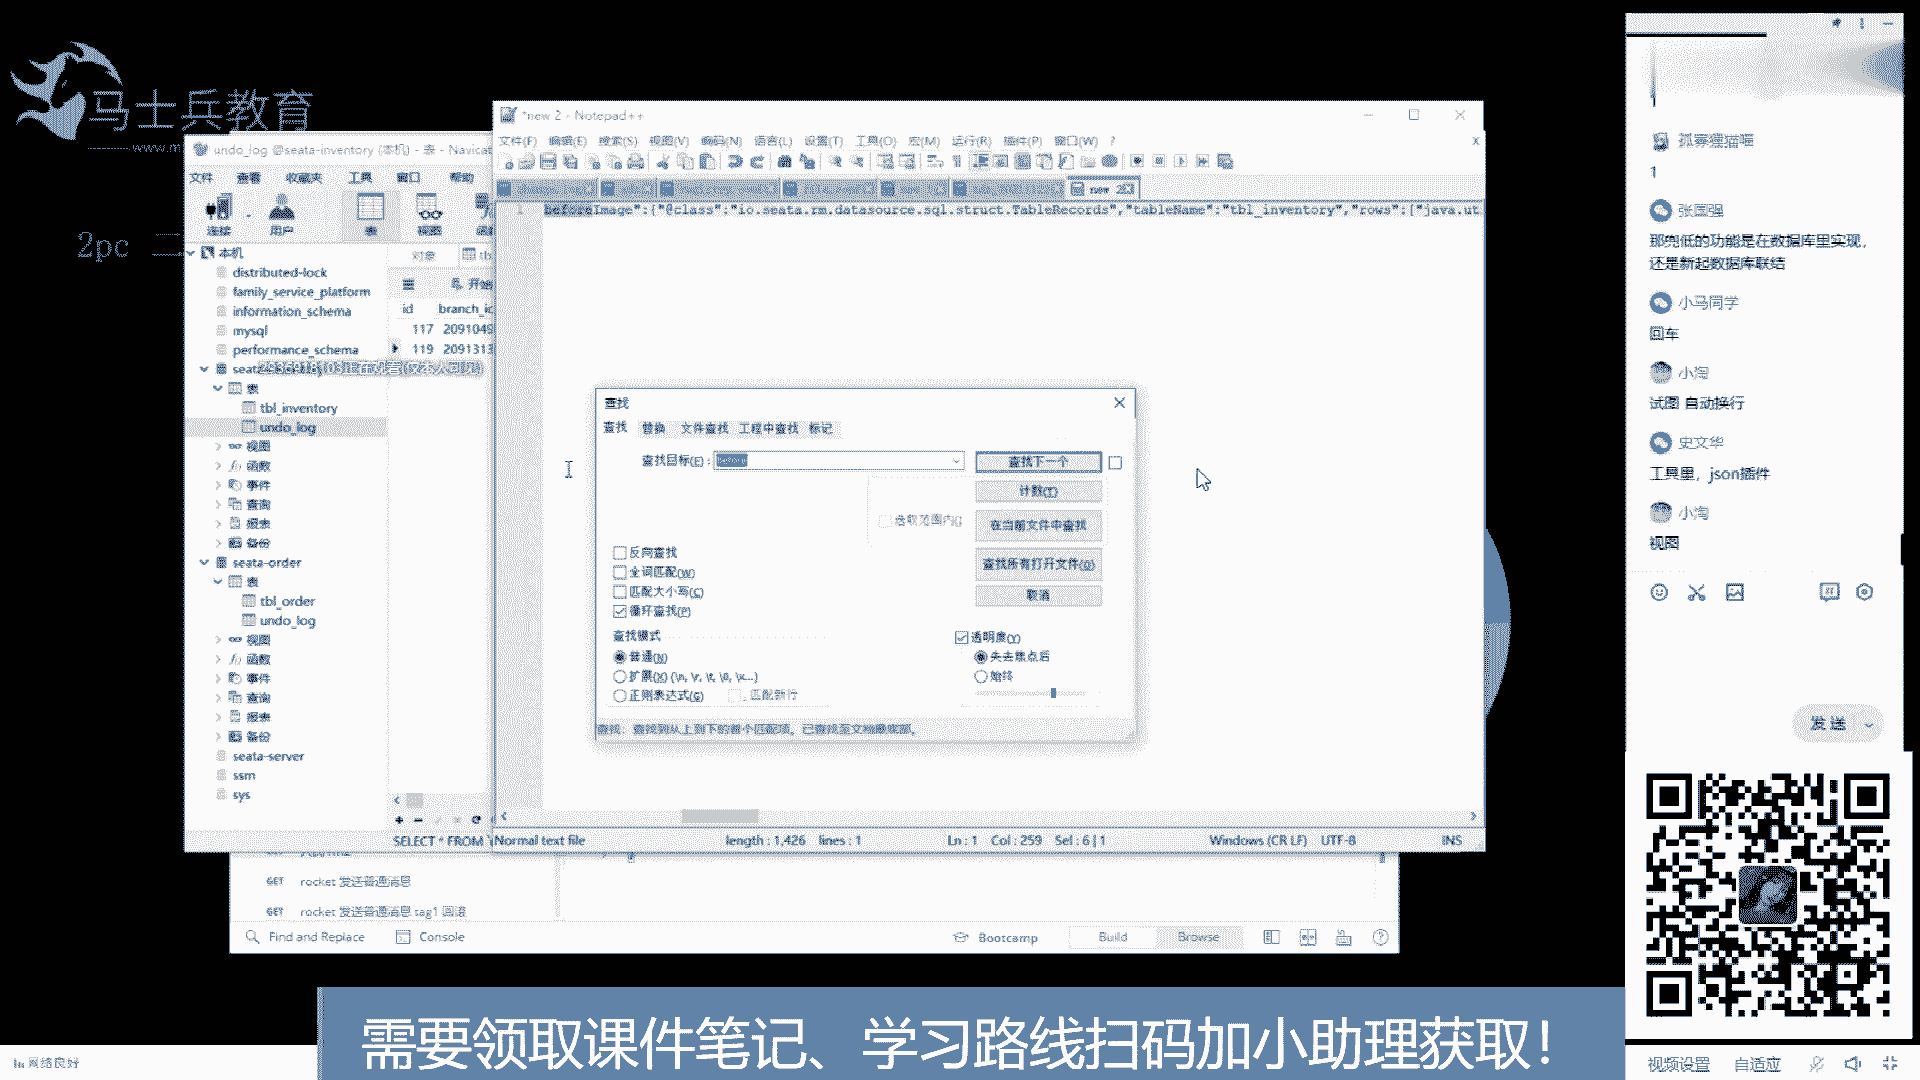 马士兵教育
www.m
2pc 二
undo_log @seata-inventory (本机) - 表 - Navicat
文件 查看 收藏夹 工具 窗口 帮助
连接 用户 表 视图
本机
distributed-lock
family_service_platform
information_schema
mysql
performance_schema
表
tbl_inventory
undo_log
视图
函数
事件
查询
报表
备份
seata-order
表
tbl_order
undo_log
视图
函数
事件
查询
报表
备份
seata-server
ssm
sys
对象
开始
id branch_i
117 2091049
119 2091313
SELECT * FROM
*new 2 - Notepad++
文件(F) 编辑(E) 搜索(S) 视图(V) 编码(N) 语言(L) 设置(T) 工具(O) 宏(M) 运行(R) 插件(P) 窗口(W) ?
new 2
1 beforeImage":{"@class":"io.seata.rm.datasource.sql.struct.TableRecords","tableName":"tbl_inventory","rows":["java.ut
查找
查找 替换 文件查找 工程中查找 标记
查找目标(F): before
查找下一个
计数(T)
选取范围内(I)
在当前文件中查找
查找所有打开文件(O)
取消
反向查找
全词匹配(W)
匹配大小写(C)
循环查找(P)
查找模式
普通(N)
扩展(X) (\n, \r, \t, \0, \x...)
正则表达式(G) . 匹配新行
透明度(Y)
失去焦点后
始终
查找: 查找到从上到下的首个匹配项。已查找至文档最底部。
Normal text file length : 1,426 lines : 1 Ln : 1 Col : 259 Sel : 6 | 1 Windows (CR LF) UTF-8 INS
GET rocket 发送普通消息
GET rocket 发送普通消息 tag1 回滚
Find and Replace Console Bootcamp Build Browse
1
张国强
那兜低的功能是在数据库里实现，
还是新起数据库联结
小马同学
回车
小淘
试图 自动换行
史文华
工具里，json插件
小淘
视图
发送
需要领取课件笔记、学习路线扫码加小助理获取！
网络良好
视频设置 自适应